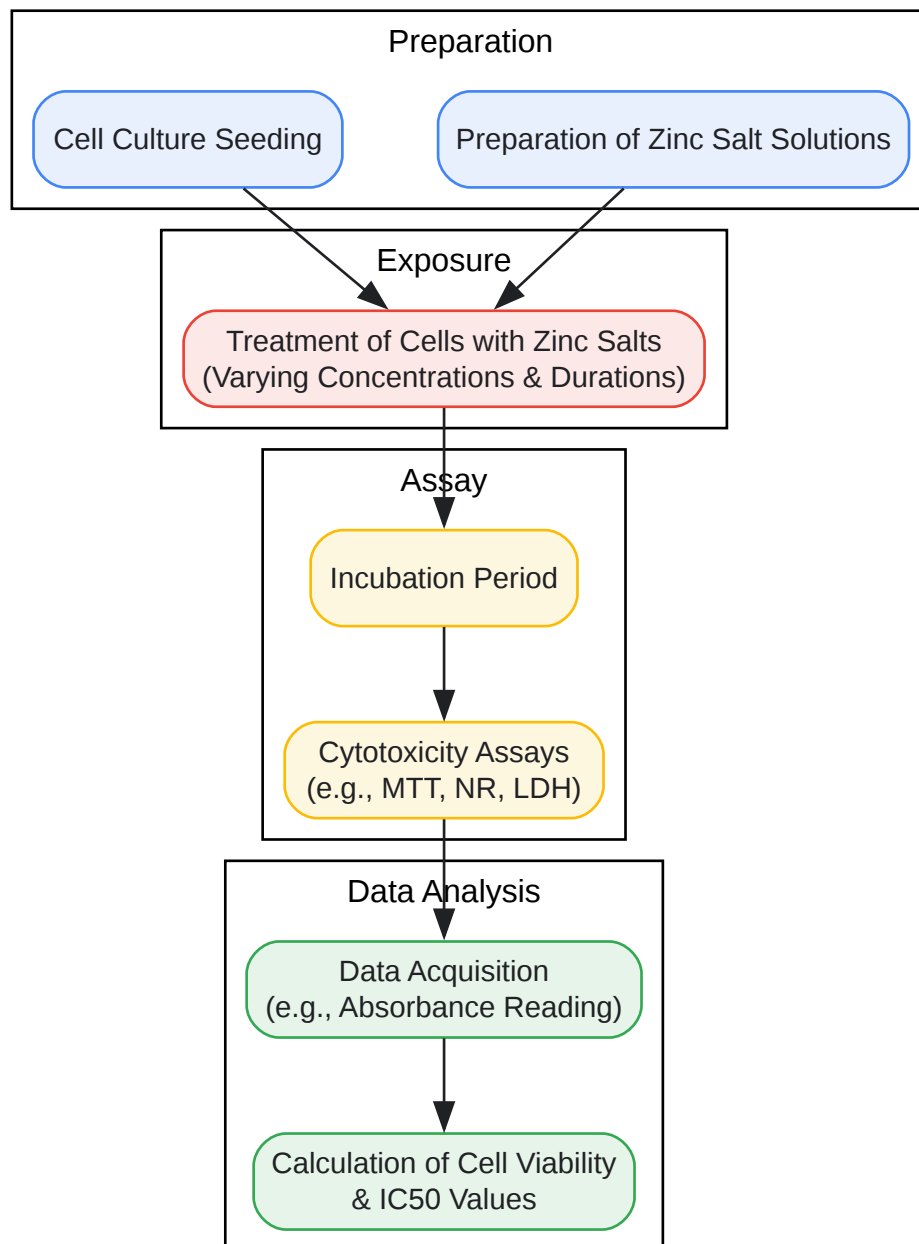 Preparation
Cell Culture Seeding
Preparation of Zinc Salt Solutions
Exposure
Treatment of Cells with Zinc Salts
(Varying Concentrations & Durations)
Assay
Incubation Period
Cytotoxicity Assays
(e.g., MTT, NR, LDH)
Data Analysis
Data Acquisition
(e.g., Absorbance Reading)
Calculation of Cell Viability
& IC50 Values